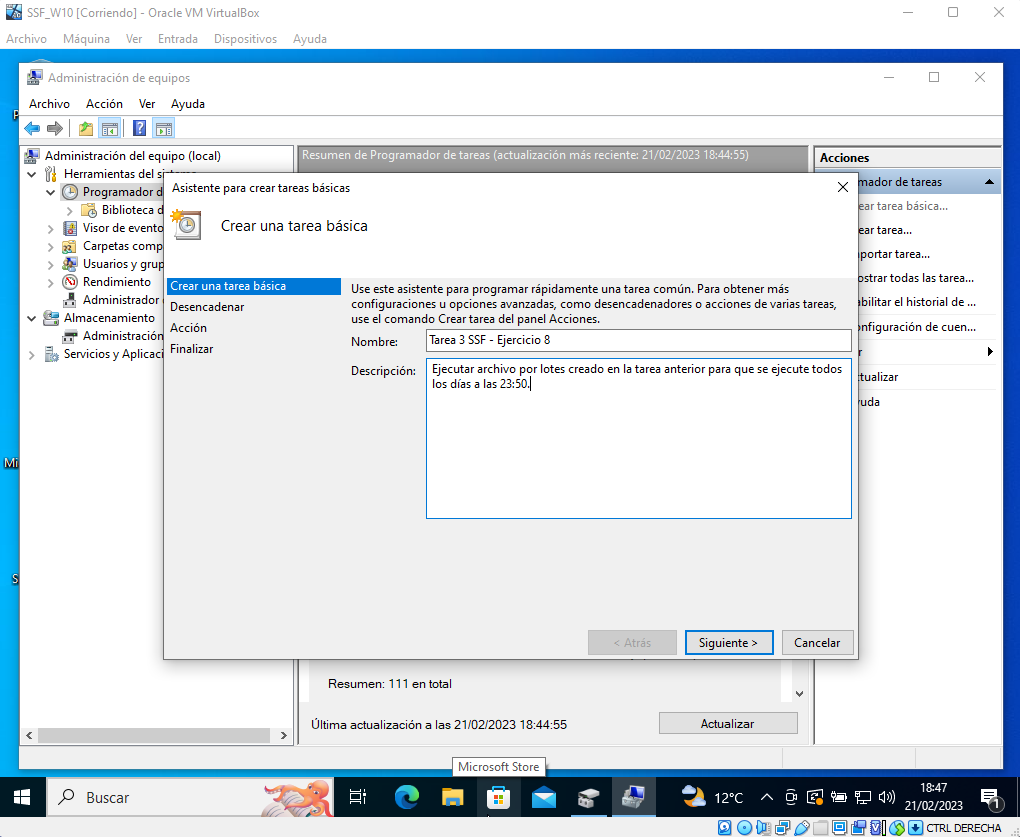 SSF_W10 [Corriendo] - Oracle VM VirtualBox
Archivo Máquina Ver Entrada Dispositivos Ayuda
Administración de equipos
Archivo Acción Ver Ayuda
Administración del equipo (local)
Herramientas del sistema
Programador d
Biblioteca d
Visor de evento
Carpetas comp
Usuarios y grup
Rendimiento
Administrador
Almacenamiento
Administración
Servicios y Aplicaci
Resumen de Programador de tareas (actualización más reciente: 21/02/2023 18:44:55)
Acciones
mador de tareas
ear tarea básica...
ear tarea...
portar tarea...
ostrar todas las tarea...
abilitar el historial de ...
onfiguración de cuen...
r
tualizar
uda
Asistente para crear tareas básicas
Crear una tarea básica
Crear una tarea básica
Desencadenar
Acción
Finalizar
Use este asistente para programar rápidamente una tarea común. Para obtener más
configuraciones u opciones avanzadas, como desencadenadores o acciones de varias tareas,
use el comando Crear tarea del panel Acciones.
Nombre: Tarea 3 SSF - Ejercicio 8
Descripción: Ejecutar archivo por lotes creado en la tarea anterior para que se ejecute todos
los días a las 23:50.
< Atrás Siguiente > Cancelar
Resumen: 111 en total
Última actualización a las 21/02/2023 18:44:55 Actualizar
Mi
S
Microsoft Store
Buscar
12°C
18:47
21/02/2023
1
CTRL DERECHA